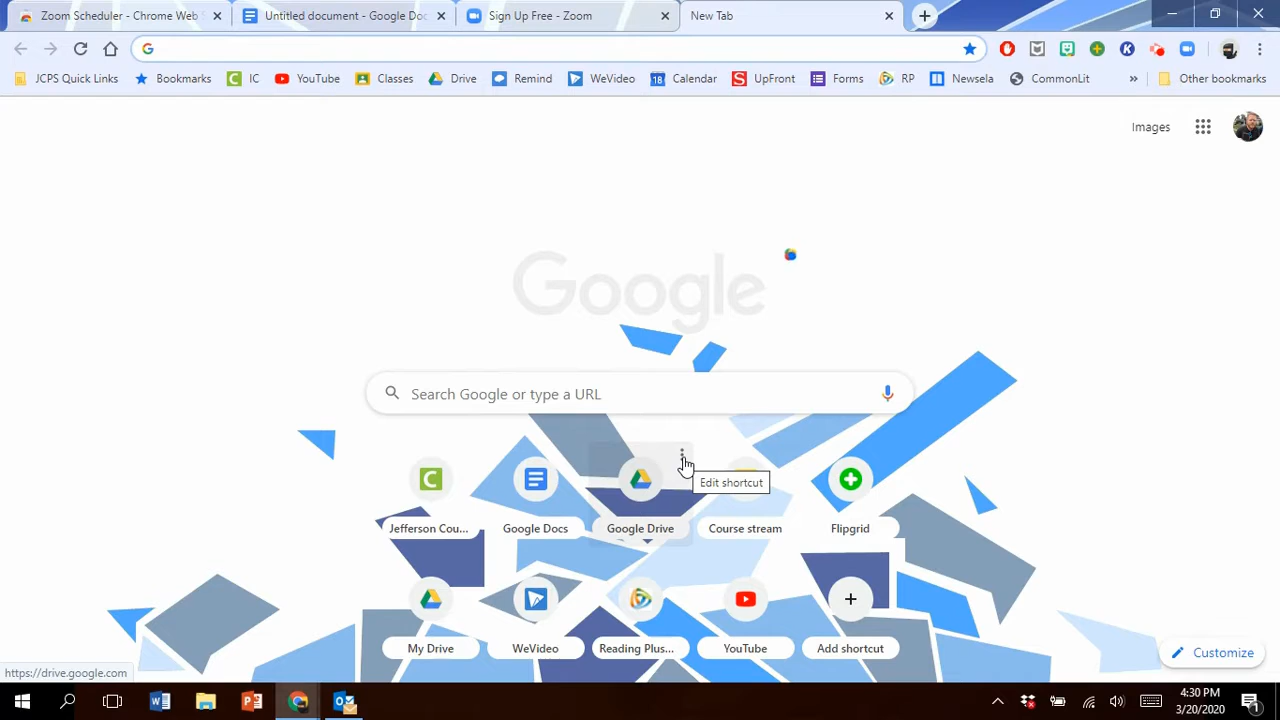 Zoom Scheduler - Chrome Web S
Untitled document - Google Doc
Sign Up Free - Zoom
New Tab
JCPS Quick Links
Bookmarks
IC
YouTube
Classes
Drive
Remind
WeVideo
18
Calendar
UpFront
Forms
RP
Newsela
CommonLit
Other bookmarks
Images
Google
Search Google or type a URL
Edit shortcut
Jefferson Cou...
Google Docs
Google Drive
Course stream
Flipgrid
My Drive
WeVideo
Reading Plus...
YouTube
Add shortcut
Customize
https://drive.google.com
4:30 PM
3/20/2020